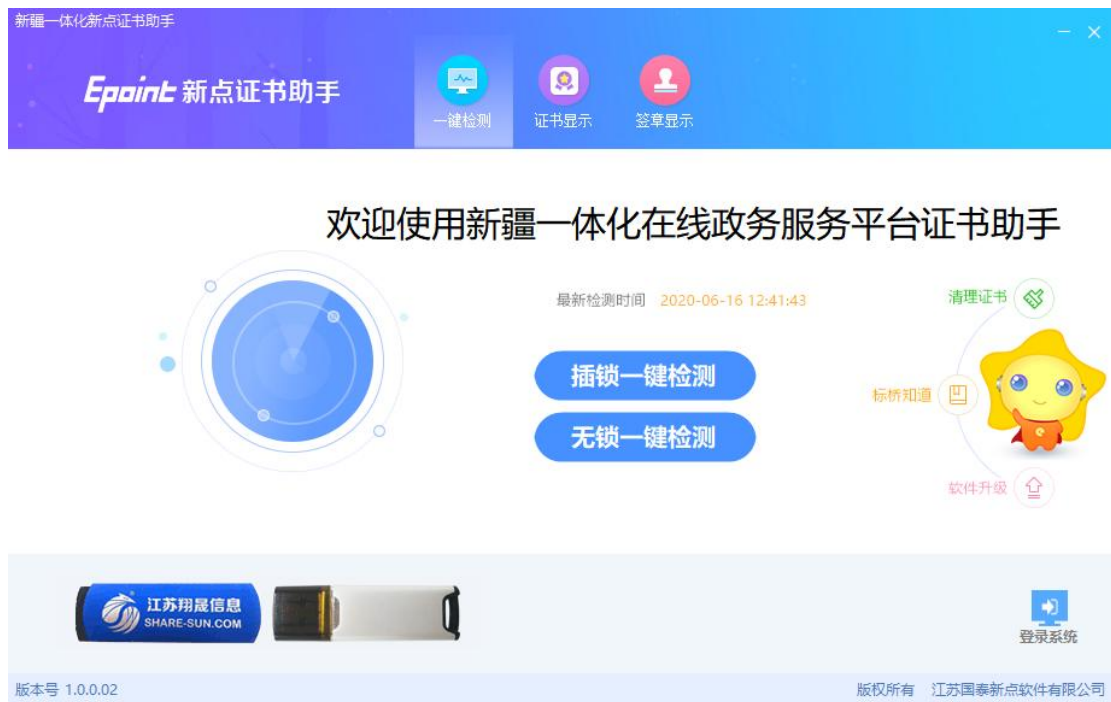 新疆一体化新点证书助手
Epoint 新点证书助手
一键检测 证书显示 签章显示
欢迎使用新疆一体化在线政务服务平台证书助手
最新检测时间 2020-06-16 12:41:43
清理证书
插锁一键检测
标桥知道
无锁一键检测
软件升级
江苏翔晟信息
SHARE-SUN.COM
登录系统
版本号 1.0.0.02
版权所有 江苏国泰新点软件有限公司